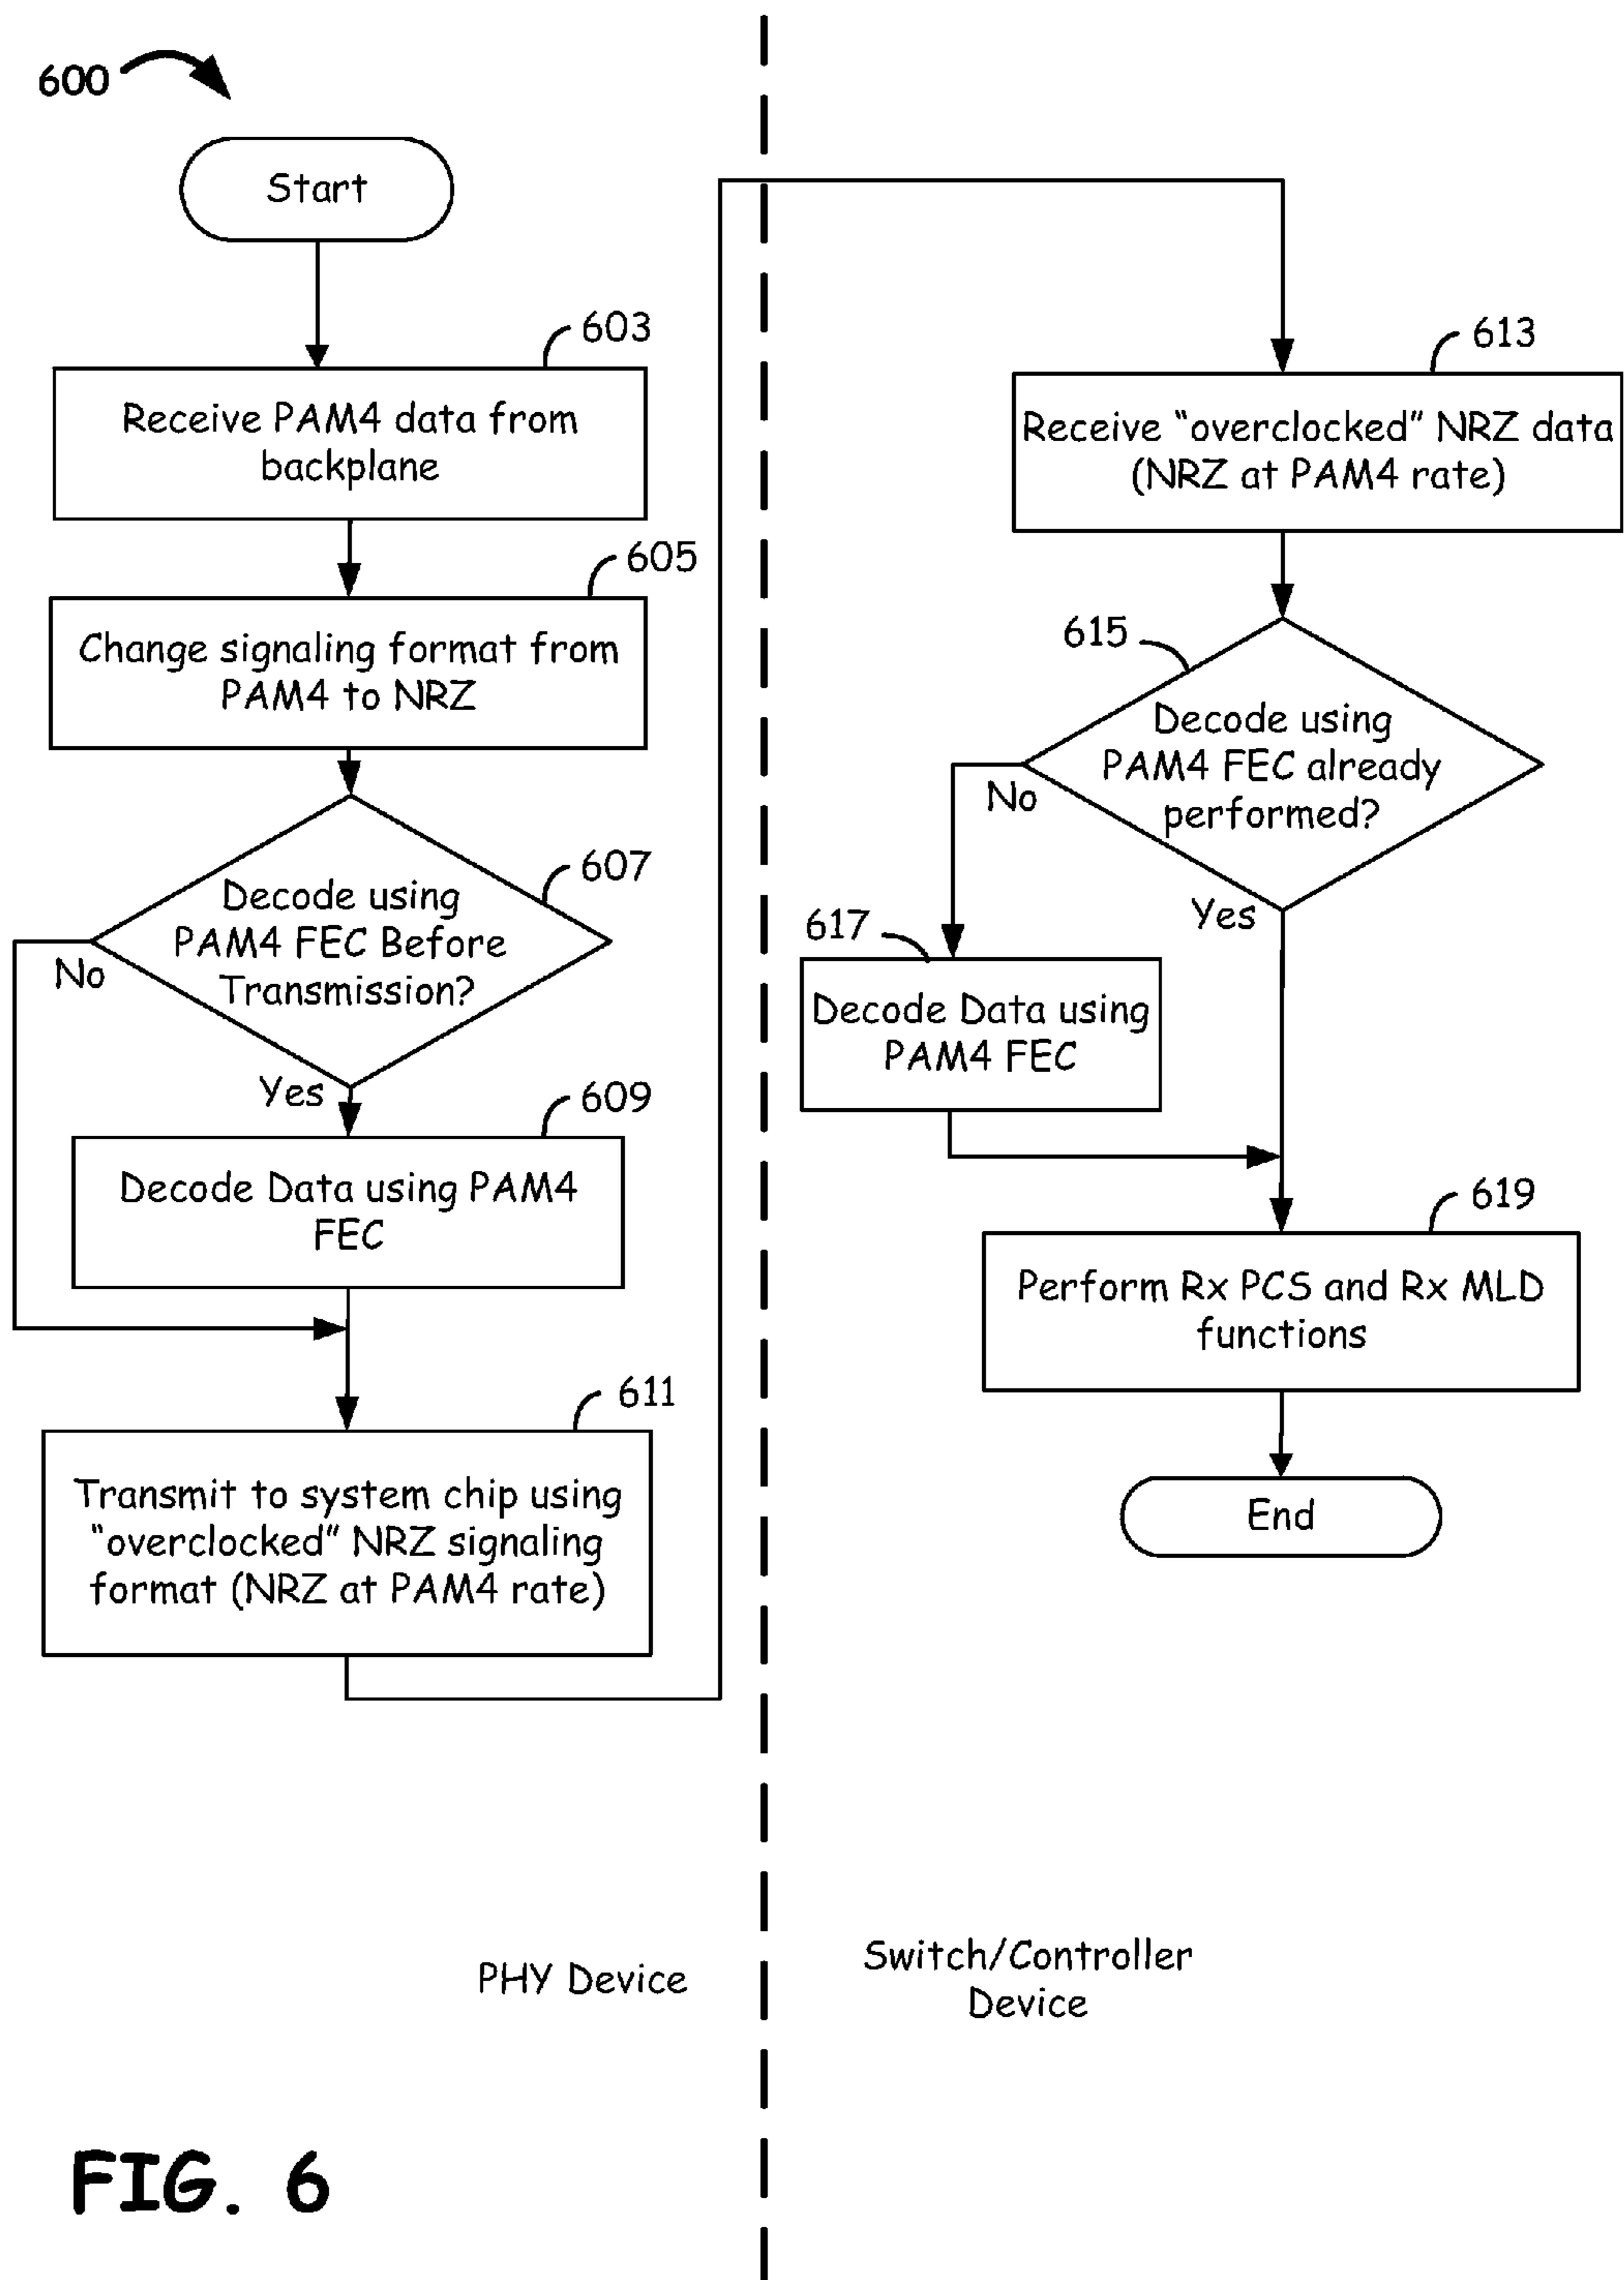 600
Start
603
Receive PAM4 data from
backplane
605
Change signaling format from
PAM4 to NRZ
607
Decode using
PAM4 FEC Before
Transmission?
No
Yes
609
Decode Data using PAM4
FEC
611
Transmit to system chip using
“overclocked” NRZ signaling
format (NRZ at PAM4 rate)
613
Receive “overclocked” NRZ data
(NRZ at PAM4 rate)
615
Decode using
PAM4 FEC already
performed?
No
Yes
617
Decode Data using
PAM4 FEC
619
Perform Rx PCS and Rx MLD
functions
End
PHY Device
Switch/Controller
Device
FIG. 6